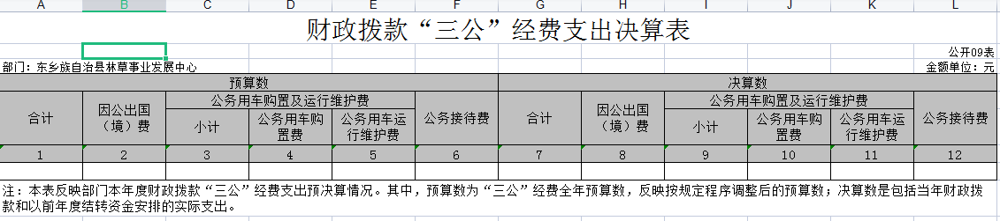 A B C D E F G H I J K L
财政拨款“三公”经费支出决算表
公开09表
部门：东乡族自治县林草事业发展中心 金额单位：元
预算数 决算数
合计 因公出国（境）费 公务用车购置及运行维护费 公务接待费 合计 因公出国（境）费 公务用车购置及运行维护费 公务接待费
小计 公务用车购置费 公务用车运行维护费 小计 公务用车购置费 公务用车运行维护费
1 2 3 4 5 6 7 8 9 10 11 12
注：本表反映部门本年度财政拨款“三公”经费支出预决算情况。其中，预算数为“三公”经费全年预算数，反映按规定程序调整后的预算数；决算数是包括当年财政拨
款和以前年度结转资金安排的实际支出。